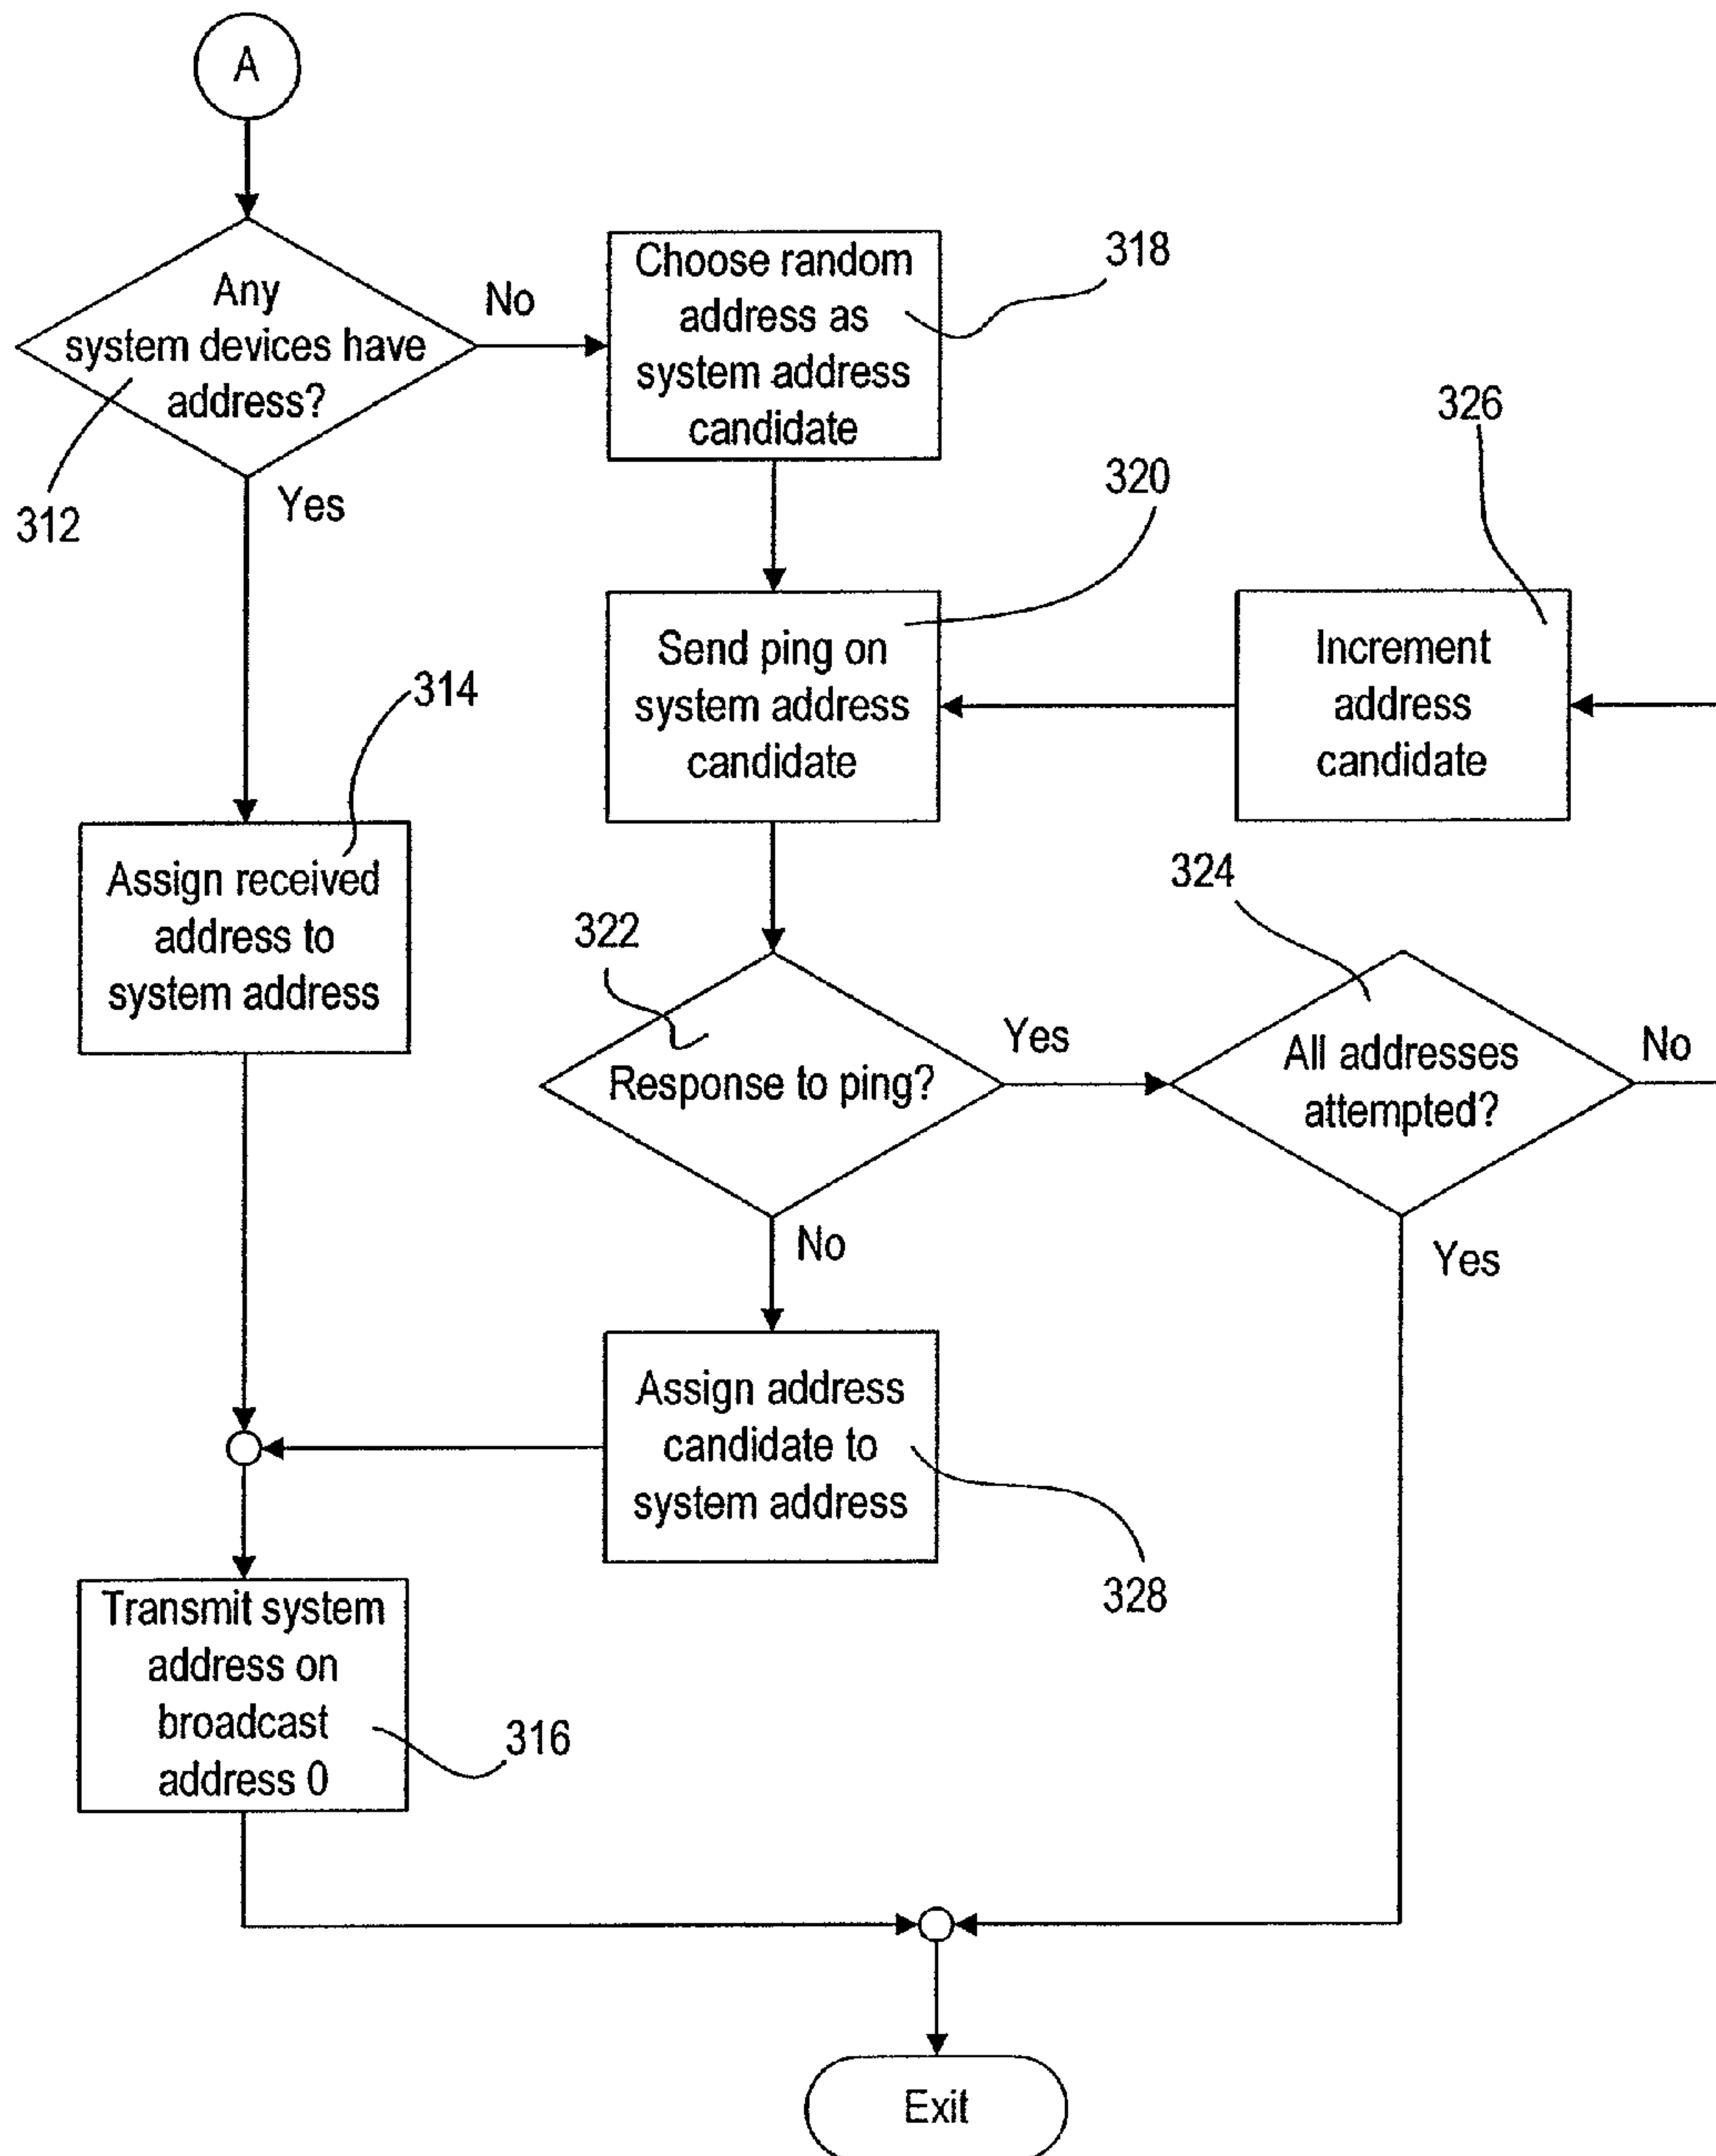 A
Any
system devices have
address?
312
No
Yes
Choose random
address as
system address
candidate
318
320
326
Send ping on
system address
candidate
Increment
address
candidate
314
Assign received
address to
system address
322
Response to ping?
Yes
No
324
All addresses
attempted?
No
Yes
Assign address
candidate to
system address
328
Transmit system
address on
broadcast
address 0
316
Exit